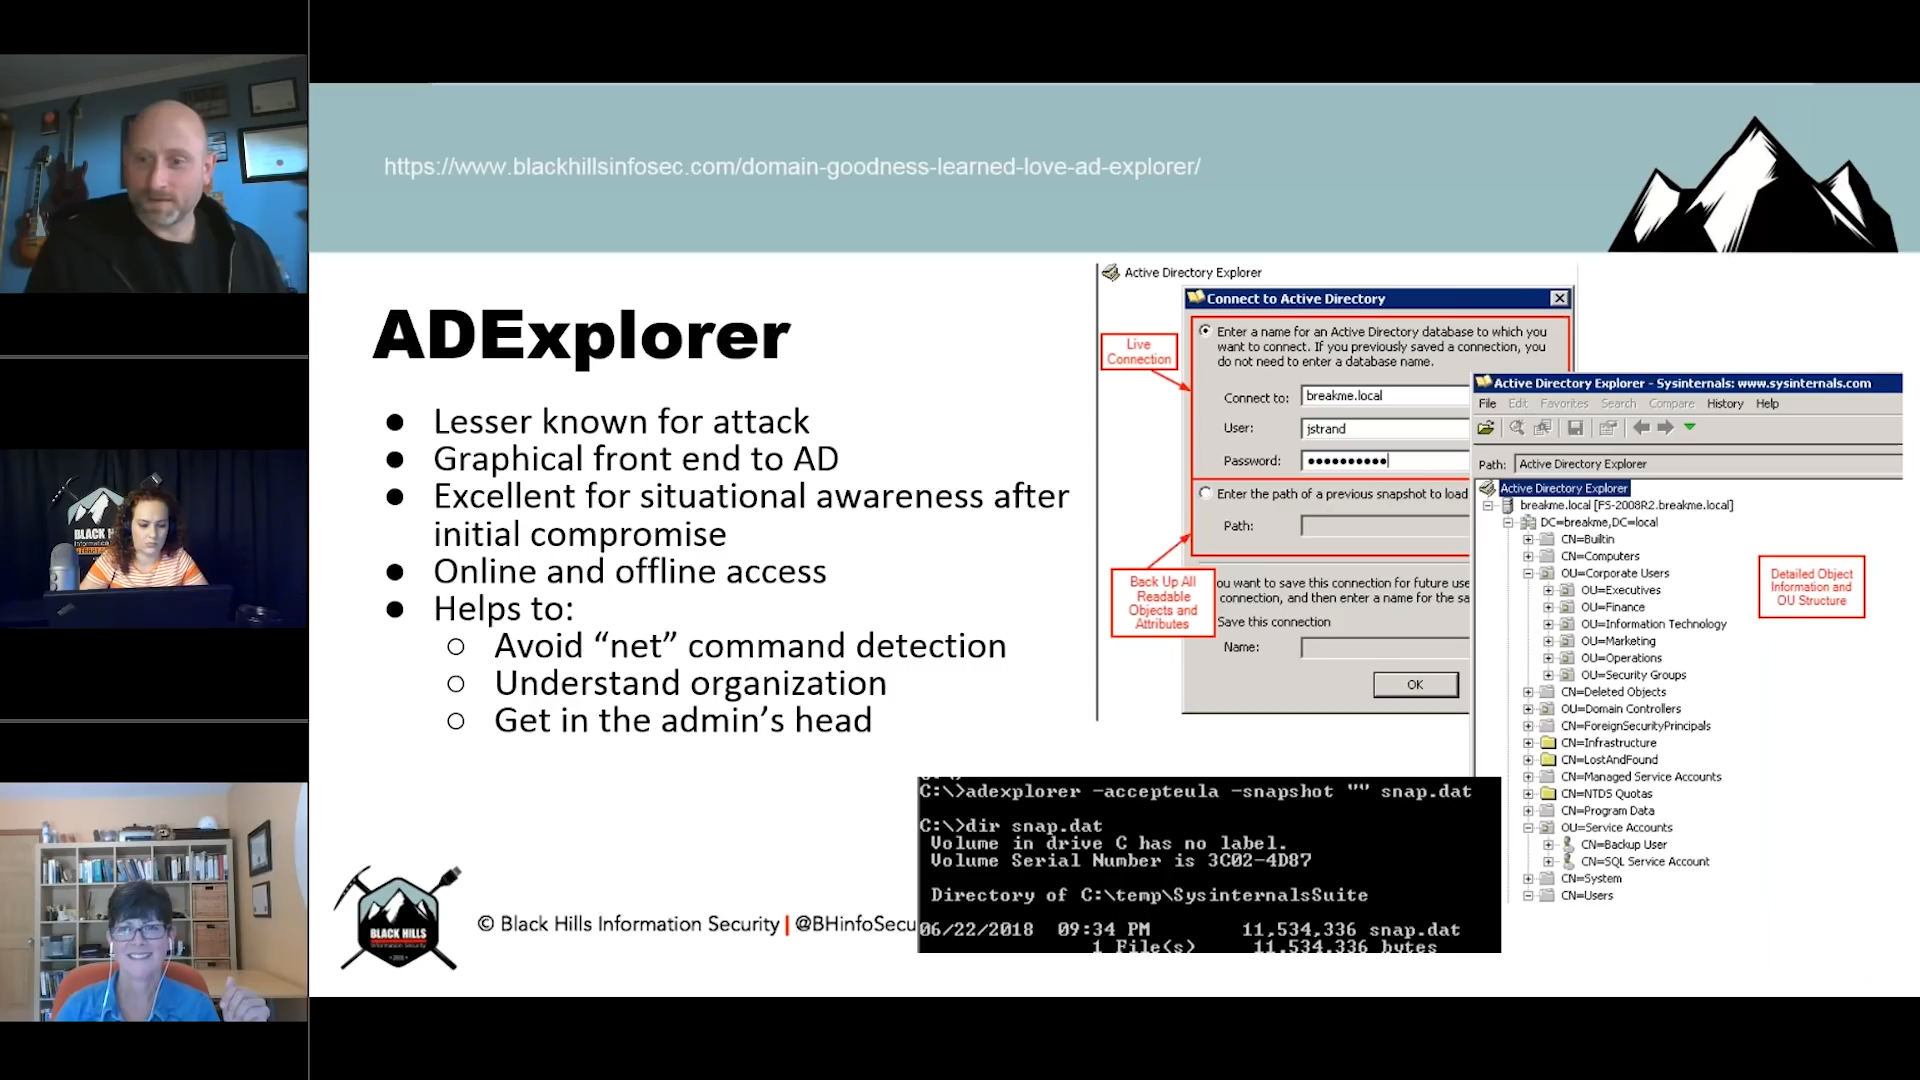 https://www.blackhillsinfosec.com/domain-goodness-learned-love-ad-explorer/
ADExplorer
● Lesser known for attack
● Graphical front end to AD
● Excellent for situational awareness after
initial compromise
● Online and offline access
● Helps to:
○ Avoid “net” command detection
○ Understand organization
○ Get in the admin’s head
Active Directory Explorer
Connect to Active Directory
Live
Connection
Enter a name for an Active Directory database to which you
want to connect. If you previously saved a connection, you
do not need to enter a database name.
Connect to: breakme.local
User: jstrand
Password: ●●●●●●●●●●
Enter the path of a previous snapshot to load
Path:
Back Up All
Readable
Objects and
Attributes
ou want to save this connection for future use
connection, and then enter a name for the sa
Save this connection
Name:
OK
Active Directory Explorer - Sysinternals: www.sysinternals.com
File Edit Favorites Search Compare History Help
Path: Active Directory Explorer
Active Directory Explorer
breakme.local [FS-2008R2.breakme.local]
DC=breakme,DC=local
CN=Builtin
CN=Computers
OU=Corporate Users
OU=Executives
OU=Finance
OU=Information Technology
OU=Marketing
OU=Operations
OU=Security Groups
CN=Deleted Objects
OU=Domain Controllers
CN=ForeignSecurityPrincipals
CN=Infrastructure
CN=LostAndFound
CN=Managed Service Accounts
CN=NTDS Quotas
CN=Program Data
OU=Service Accounts
CN=Backup User
CN=SQL Service Account
CN=System
CN=Users
Detailed Object
Information and
OU Structure
C:\>adexplorer -accepteula -snapshot "" snap.dat
C:\>dir snap.dat
Volume in drive C has no label.
Volume Serial Number is 3C02-4D87
Directory of C:\temp\SysinternalsSuite
06/22/2018 09:34 PM 11,534,336 snap.dat
1 File(s) 11,534,336 bytes
BLACK HILLS
Information Security
© Black Hills Information Security | @BHinfoSecu
BLACK H